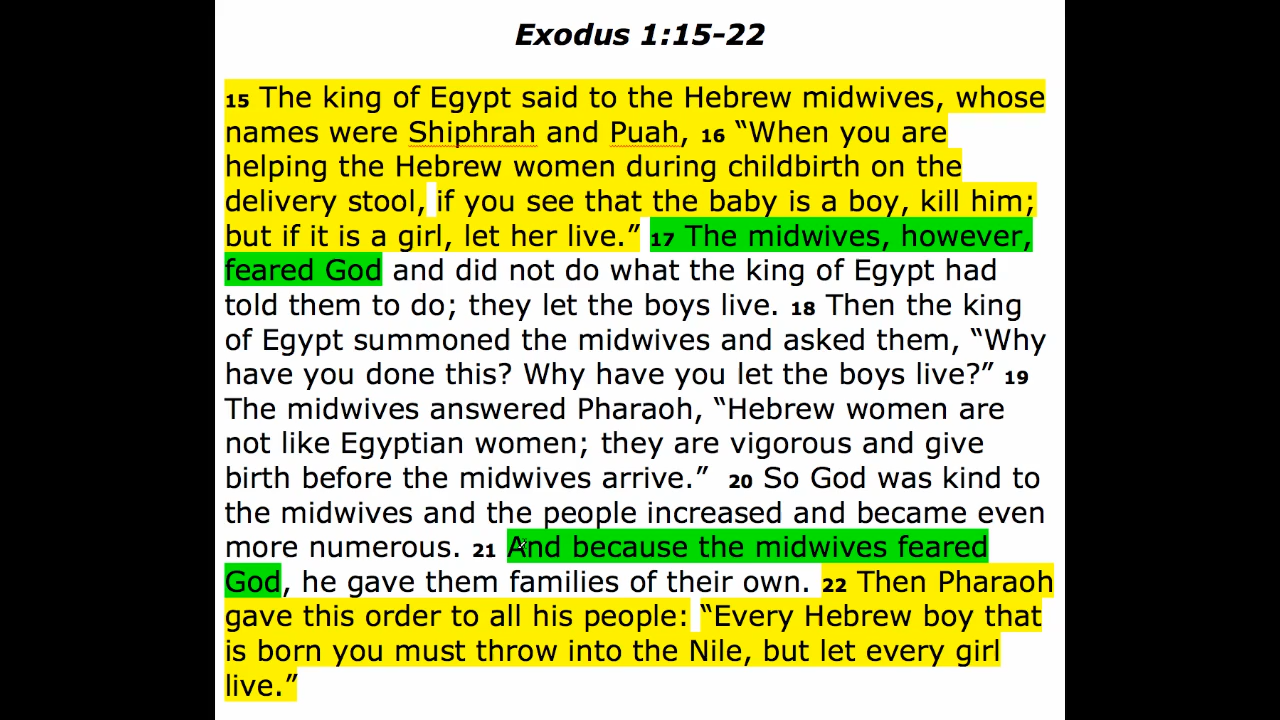 Exodus 1:15-22
15 The king of Egypt said to the Hebrew midwives, whose
names were Shiphrah and Puah, 16 “When you are
helping the Hebrew women during childbirth on the
delivery stool, if you see that the baby is a boy, kill him;
but if it is a girl, let her live.” 17 The midwives, however,
feared God and did not do what the king of Egypt had
told them to do; they let the boys live. 18 Then the king
of Egypt summoned the midwives and asked them, “Why
have you done this? Why have you let the boys live?” 19
The midwives answered Pharaoh, “Hebrew women are
not like Egyptian women; they are vigorous and give
birth before the midwives arrive.” 20 So God was kind to
the midwives and the people increased and became even
more numerous. 21 And because the midwives feared
God, he gave them families of their own. 22 Then Pharaoh
gave this order to all his people: “Every Hebrew boy that
is born you must throw into the Nile, but let every girl
live.”